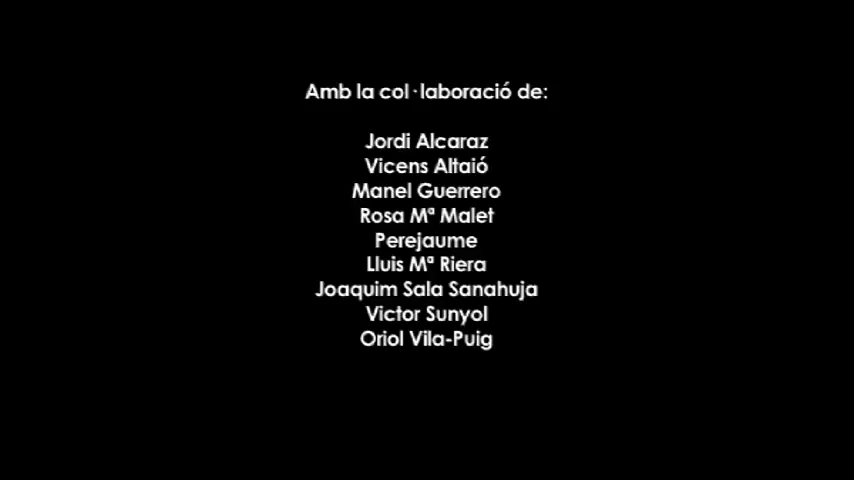 Amb la col·laboració de:
Jordi Alcaraz
Vicens Altaió
Manel Guerrero
Rosa Mª Malet
Perejaume
Lluis Mª Riera
Joaquim Sala Sanahuja
Victor Sunyol
Oriol Vila-Puig